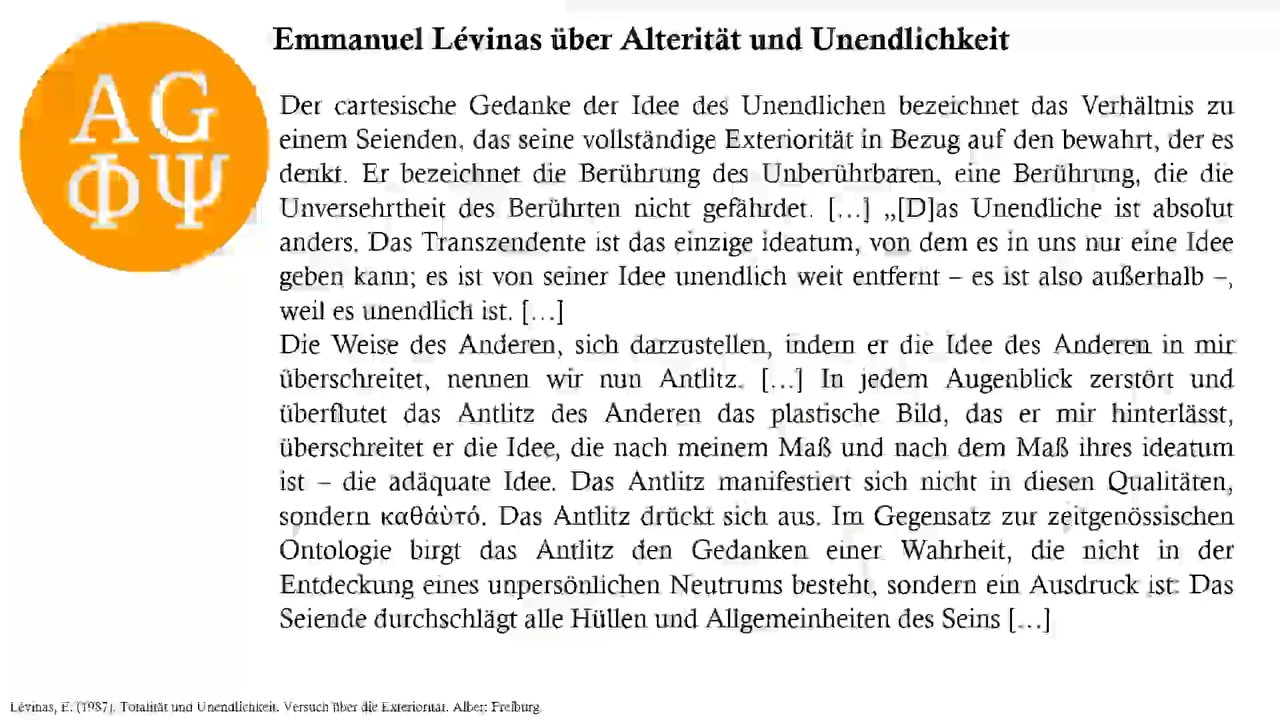 AG
ΦΨ
Emmanuel Lévinas über Alterität und Unendlichkeit
Der cartesische Gedanke der Idee des Unendlichen bezeichnet das Verhältnis zu
einem Seienden, das seine vollständige Exteriorität in Bezug auf den bewahrt, der es
denkt. Er bezeichnet die Berührung des Unberührbaren, eine Berührung, die die
Unversehrtheit des Berührten nicht gefährdet. […] „[D]as Unendliche ist absolut
anders. Das Transzendente ist das einzige ideatum, von dem es in uns nur eine Idee
geben kann; es ist von seiner Idee unendlich weit entfernt – es ist also außerhalb –,
weil es unendlich ist. […]
Die Weise des Anderen, sich darzustellen, indem er die Idee des Anderen in mir
überschreitet, nennen wir nun Antlitz. […] In jedem Augenblick zerstört und
überflutet das Antlitz des Anderen das plastische Bild, das er mir hinterlässt,
überschreitet er die Idee, die nach meinem Maß und nach dem Maß ihres ideatum
ist – die adäquate Idee. Das Antlitz manifestiert sich nicht in diesen Qualitäten,
sondern καθάὑτό. Das Antlitz drückt sich aus. Im Gegensatz zur zeitgenössischen
Ontologie birgt das Antlitz den Gedanken einer Wahrheit, die nicht in der
Entdeckung eines unpersönlichen Neutrums besteht, sondern ein Ausdruck ist: Das
Seiende durchschlägt alle Hüllen und Allgemeinheiten des Seins […]
Lévinas, E. (1987). Totalität und Unendlichkeit. Versuch über die Exteriorität. Alber: Freiburg.